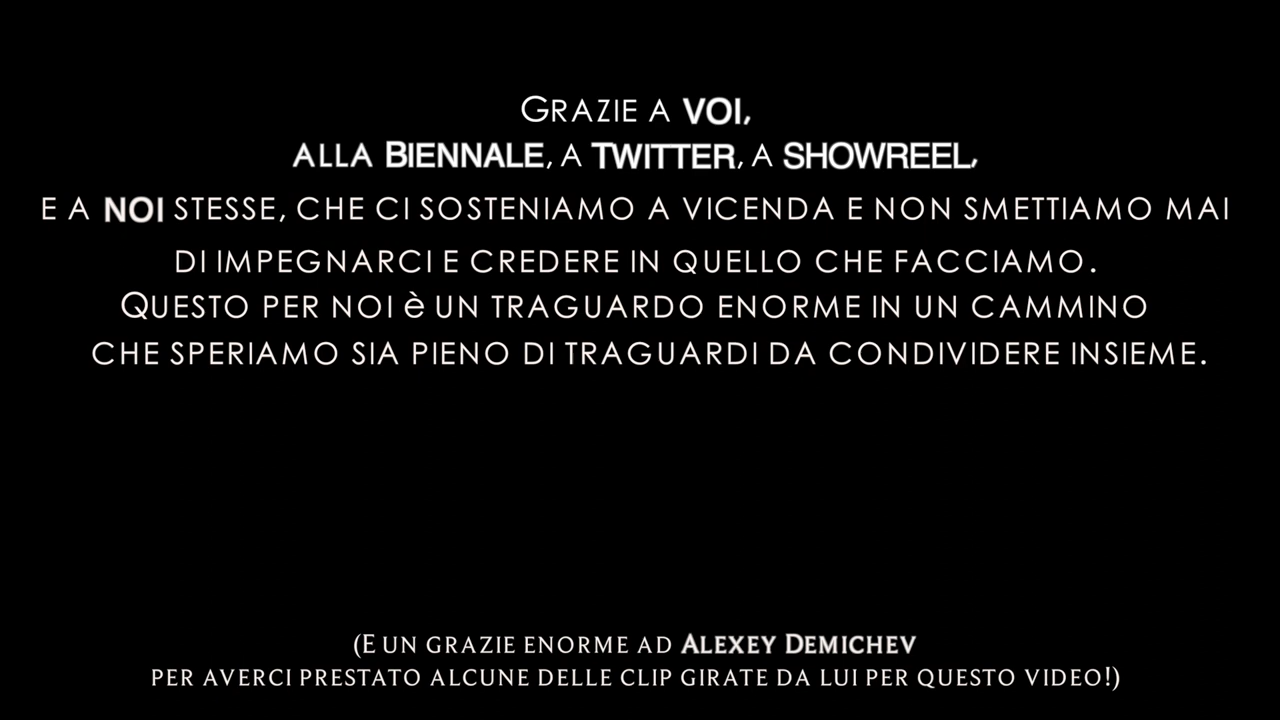 GRAZIE A VOI,
ALLA BIENNALE, A TWITTER, A SHOWREEL,
E A NOI STESSE, CHE CI SOSTENIAMO A VICENDA E NON SMETTIAMO MAI
DI IMPEGNARCI E CREDERE IN QUELLO CHE FACCIAMO.
QUESTO PER NOI è UN TRAGUARDO ENORME IN UN CAMMINO
CHE SPERIAMO SIA PIENO DI TRAGUARDI DA CONDIVIDERE INSIEME.
(E UN GRAZIE ENORME AD ALEXEY DEMICHEV
PER AVERCI PRESTATO ALCUNE DELLE CLIP GIRATE DA LUI PER QUESTO VIDEO!)